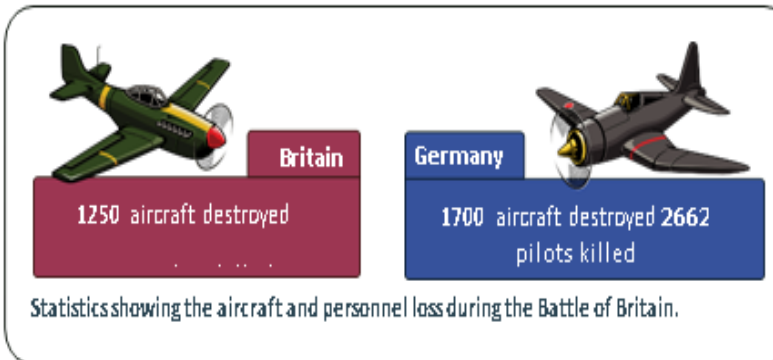 Britain
1250 aircraft destroyed
Germany
1700 aircraft destroyed 2662
pilots killed
Statistics showing the aircraft and personnel loss during the Battle of Britain.